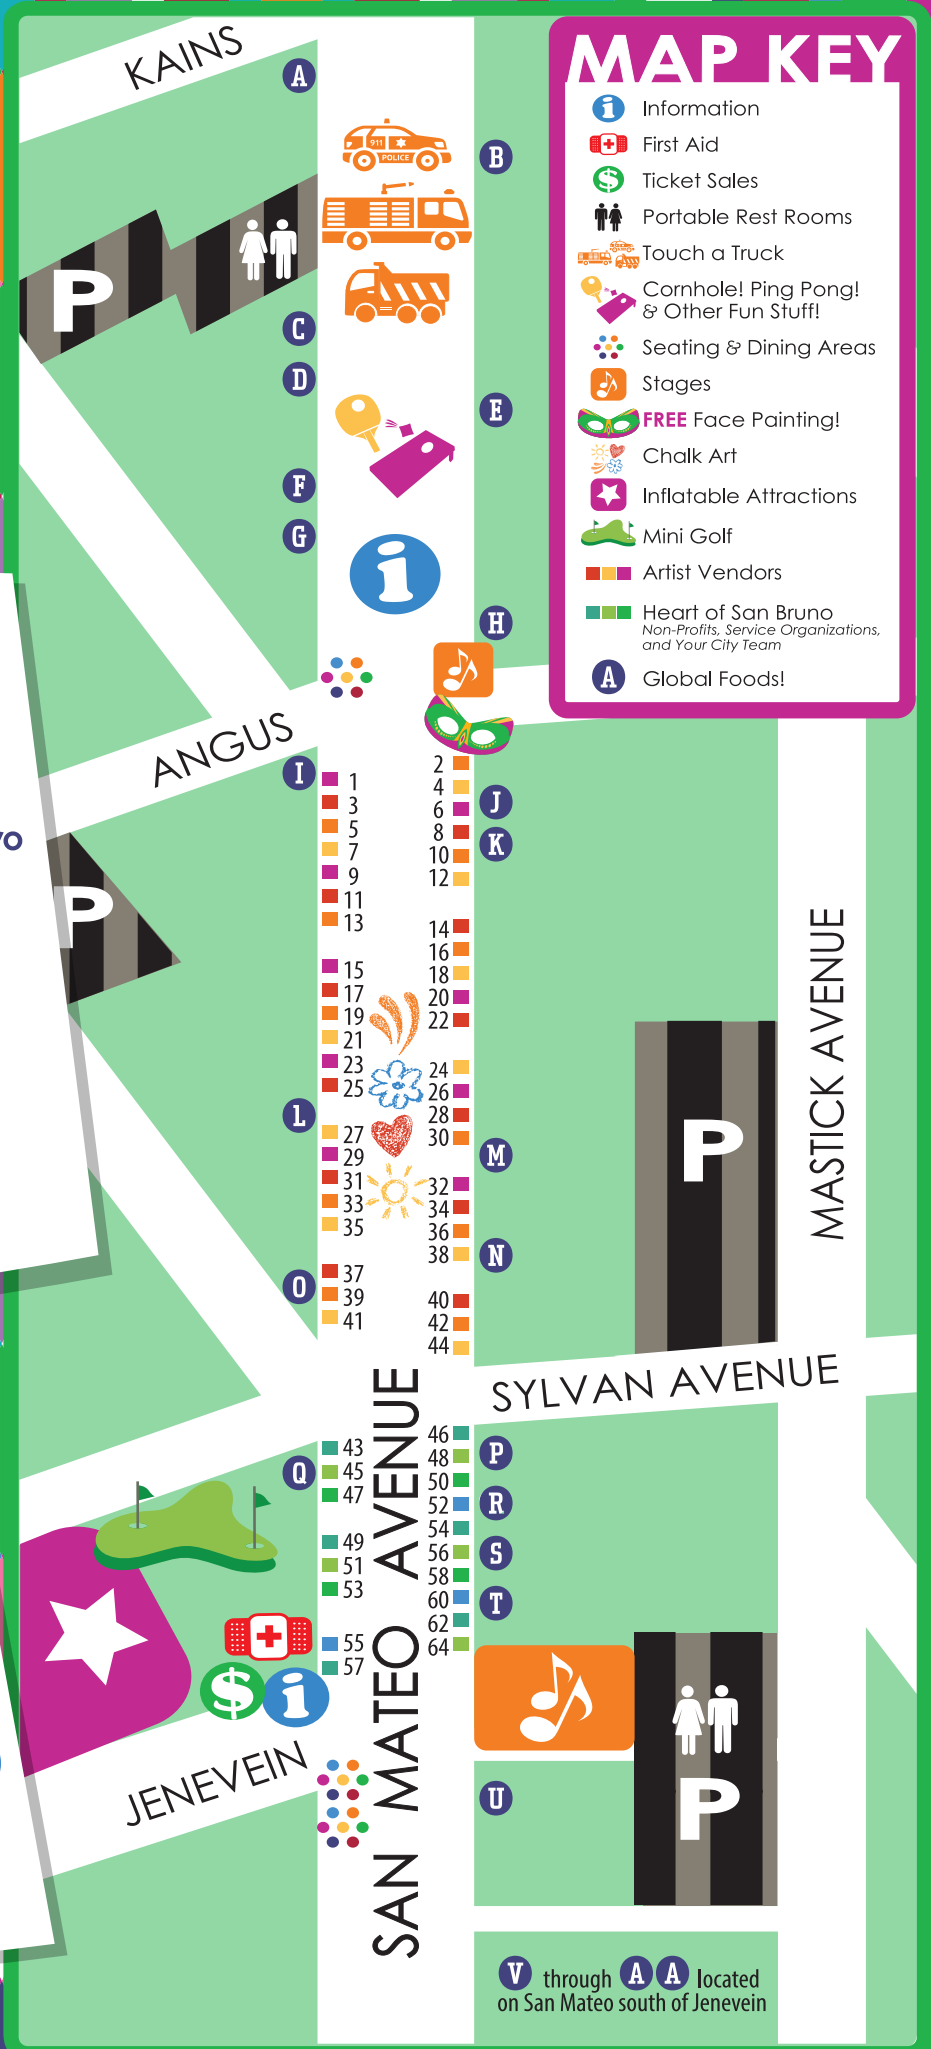 KAINS
A
911
POLICE
B
P
C
D
E
F
G
i
H
MAP KEY
i Information
First Aid
$ Ticket Sales
Portable Rest Rooms
Touch a Truck
Cornhole! Ping Pong!
& Other Fun Stuff!
Seating & Dining Areas
Stages
FREE Face Painting!
Chalk Art
Inflatable Attractions
Mini Golf
Artist Vendors
Heart of San Bruno
Non-Profits, Service Organizations,
and Your City Team
A Global Foods!
ANGUS
I
1
3
5
7
9
11
13
15
17
19
21
23
25
L
27
29
31
33
35
O
37
39
41
2
4
6
8
10
12
J
K
14
16
18
20
22
24
26
28
30
M
32
34
36
38
N
40
42
44
P
P
MASTICK AVENUE
SYLVAN AVENUE
SAN MATEO AVENUE
43
45
47
Q
49
51
53
55
57
46
48
50
52
54
56
58
60
62
64
P
R
S
T
$
i
JENEVEIN
U
P
V through A A located
on San Mateo south of Jenevein